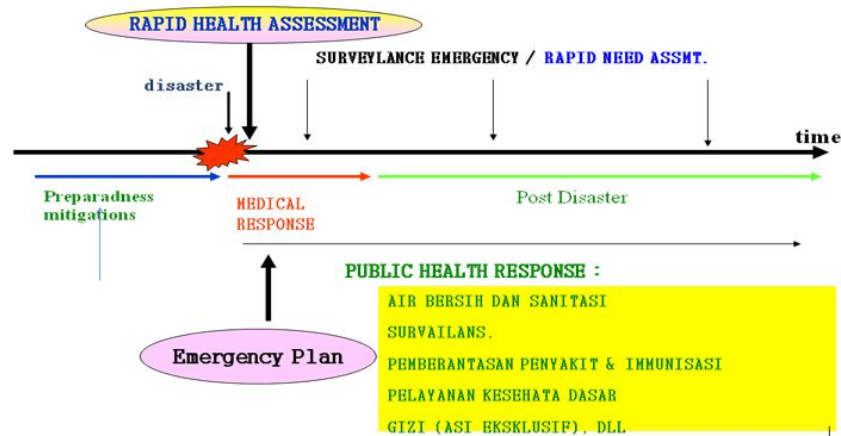 RAPID HEALTH ASSESSMENT
SURVEYLANCE EMERGENCY / RAPID NEED ASSMT.
disaster
time
Preparadness
mitigations
MEDICAL
RESPONSE
Post Disaster
PUBLIC HEALTH RESPONSE :
AIR BERSIH DAN SANITASI
SURVAILANS.
PEMBERANTASAN PENYAKIT & IMMUNISASI
PELAYANAN KESEHATA DASAR
GIZI (ASI EKSKLUSIF), DLL
Emergency Plan